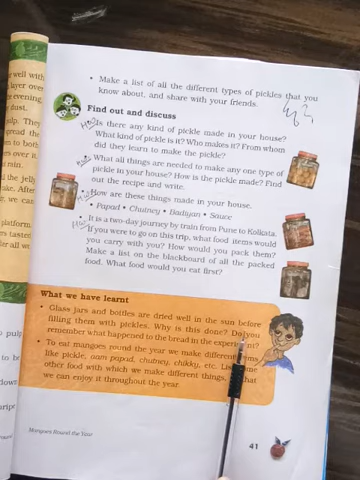 • Make a list of all the different types of pickles that you
know about, and share with your friends.
Find out and discuss
Is there any kind of pickle made in your house?
What kind of pickle is it? Who makes it? From whom
did they learn to make the pickle?
What all things are needed to make any one type of
pickle in your house? How is the pickle made? Find
out the recipe and write.
How are these things made in your house.
• Papad • Chutney • Badiyan • Sauce
It is a two-day journey by train from Pune to Kolkata.
If you were to go on this trip, what food items would
you carry with you? How would you pack them?
Make a list on the blackboard of all the packed
food. What food would you eat first?
What we have learnt
• Glass jars and bottles are dried well in the sun before
filling them with pickles. Why is this done? Do you
remember what happened to the bread in the experiment?
• To eat mangoes round the year we make different
like pickle, aam papad, chutney, chikky, etc.
other food with which we make different things, that
we can enjoy it throughout the year.
Mangoes Round the Year
41